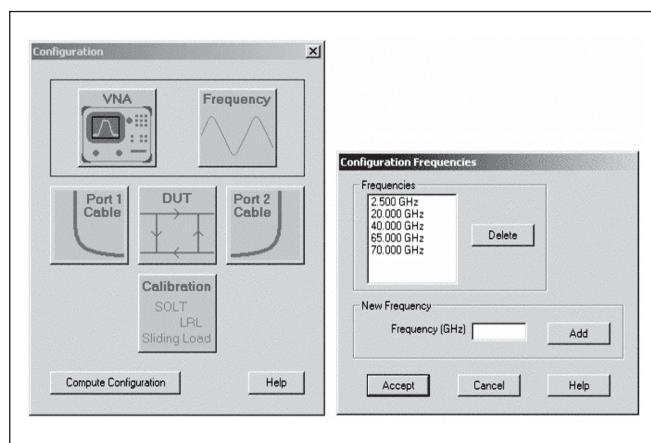 Configuration
VNA
Frequency
Port 1
Cable
DUT
Port 2
Cable
Calibration
SOLT
LRL
Sliding Load
Compute Configuration
Help
Configuration Frequencies
Frequencies
2.500 GHz
20.000 GHz
40.000 GHz
65.000 GHz
70.000 GHz
Delete
New Frequency
Frequency (GHz)
Add
Accept
Cancel
Help